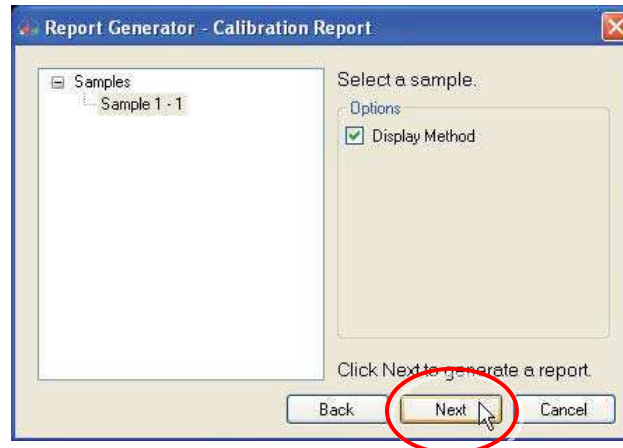 Report Generator - Calibration Report
Samples
Sample 1 - 1
Select a sample.
Options
Display Method
Click Next to generate a report.
Back
Next
Cancel